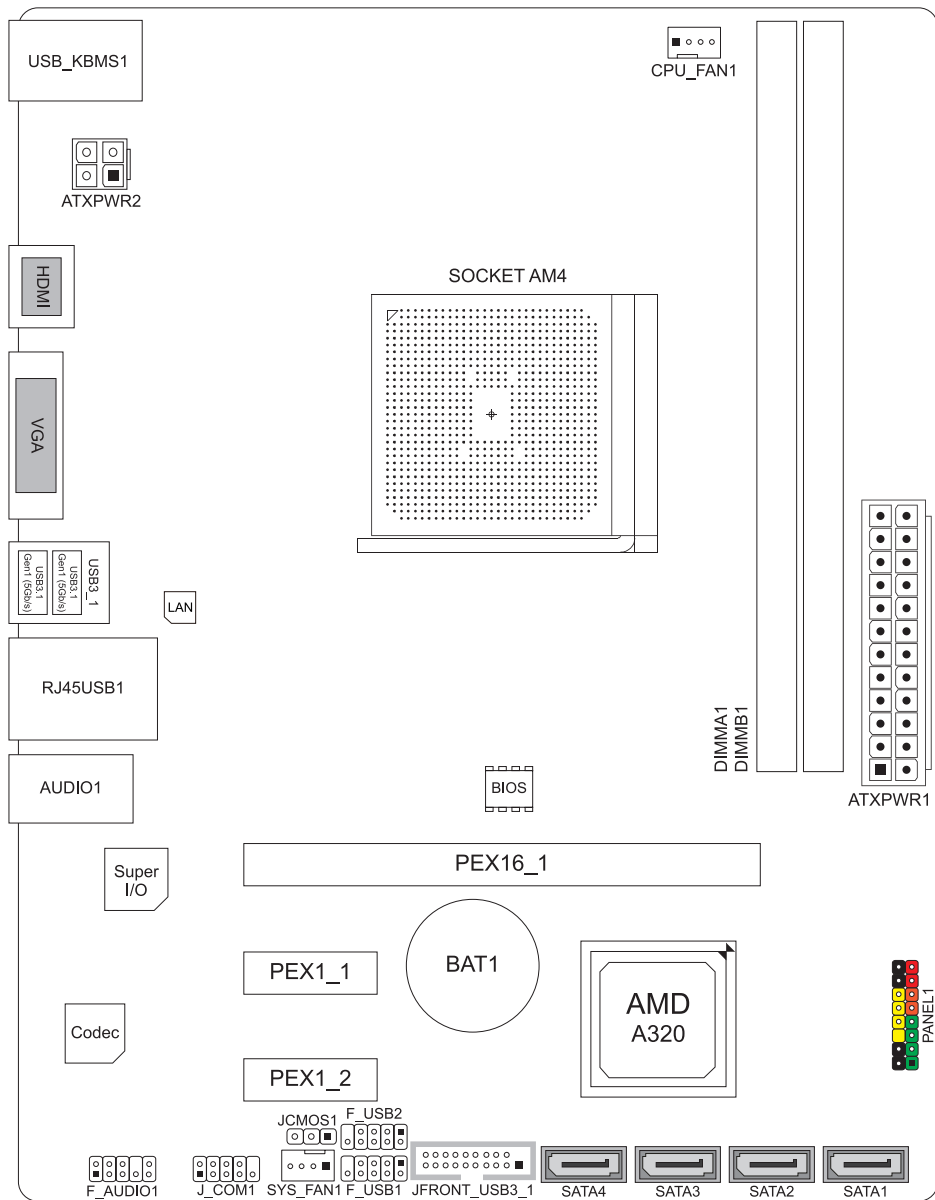 USB_KBMS1
CPU_FAN1
ATXPWR2
HDMI
SOCKET AM4
VGA
USB3_1
USB3.1
Gen1 (5Gb/s)
USB3.1
Gen1 (5Gb/s)
LAN
RJ45USB1
DIMMA1
DIMMB1
AUDIO1
BIOS
ATXPWR1
PEX16_1
Super
I/O
PEX1_1
BAT1
AMD
A320
PANEL1
Codec
PEX1_2
JCMOS1
F_USB2
F_AUDIO1
J_COM1
SYS_FAN1
F_USB1
JFRONT_USB3_1
SATA4
SATA3
SATA2
SATA1